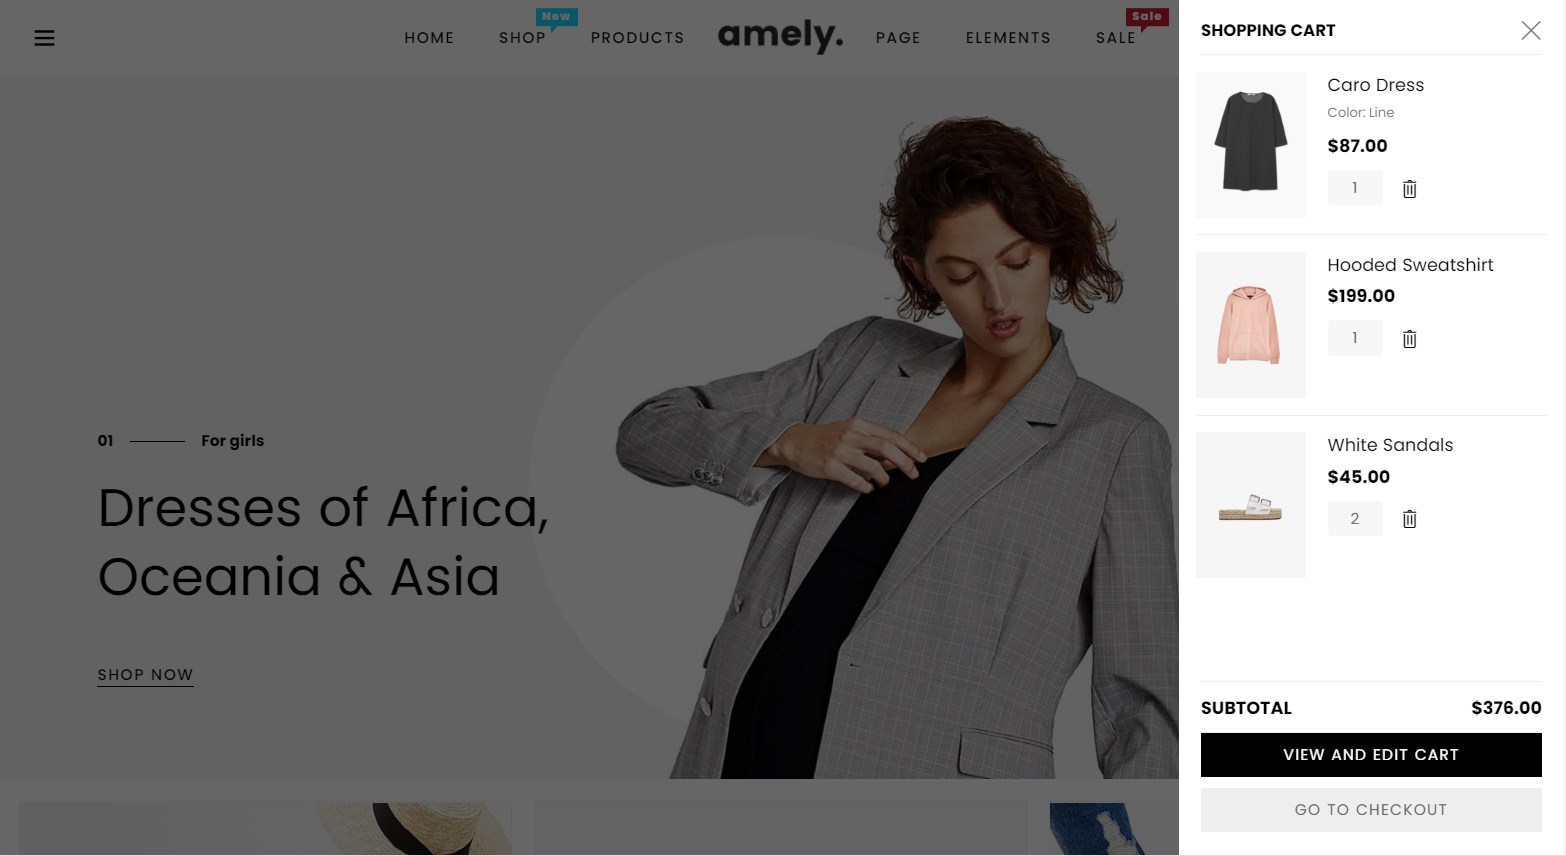 HOME
SHOP
New
PRODUCTS
amely.
PAGE
ELEMENTS
SALE
Sale
01
For girls
Dresses of Africa,
Oceania & Asia
SHOP NOW
SHOPPING CART
Caro Dress
Color: Line
$87.00
1
Hooded Sweatshirt
$199.00
1
White Sandals
$45.00
2
SUBTOTAL $376.00
VIEW AND EDIT CART
GO TO CHECKOUT